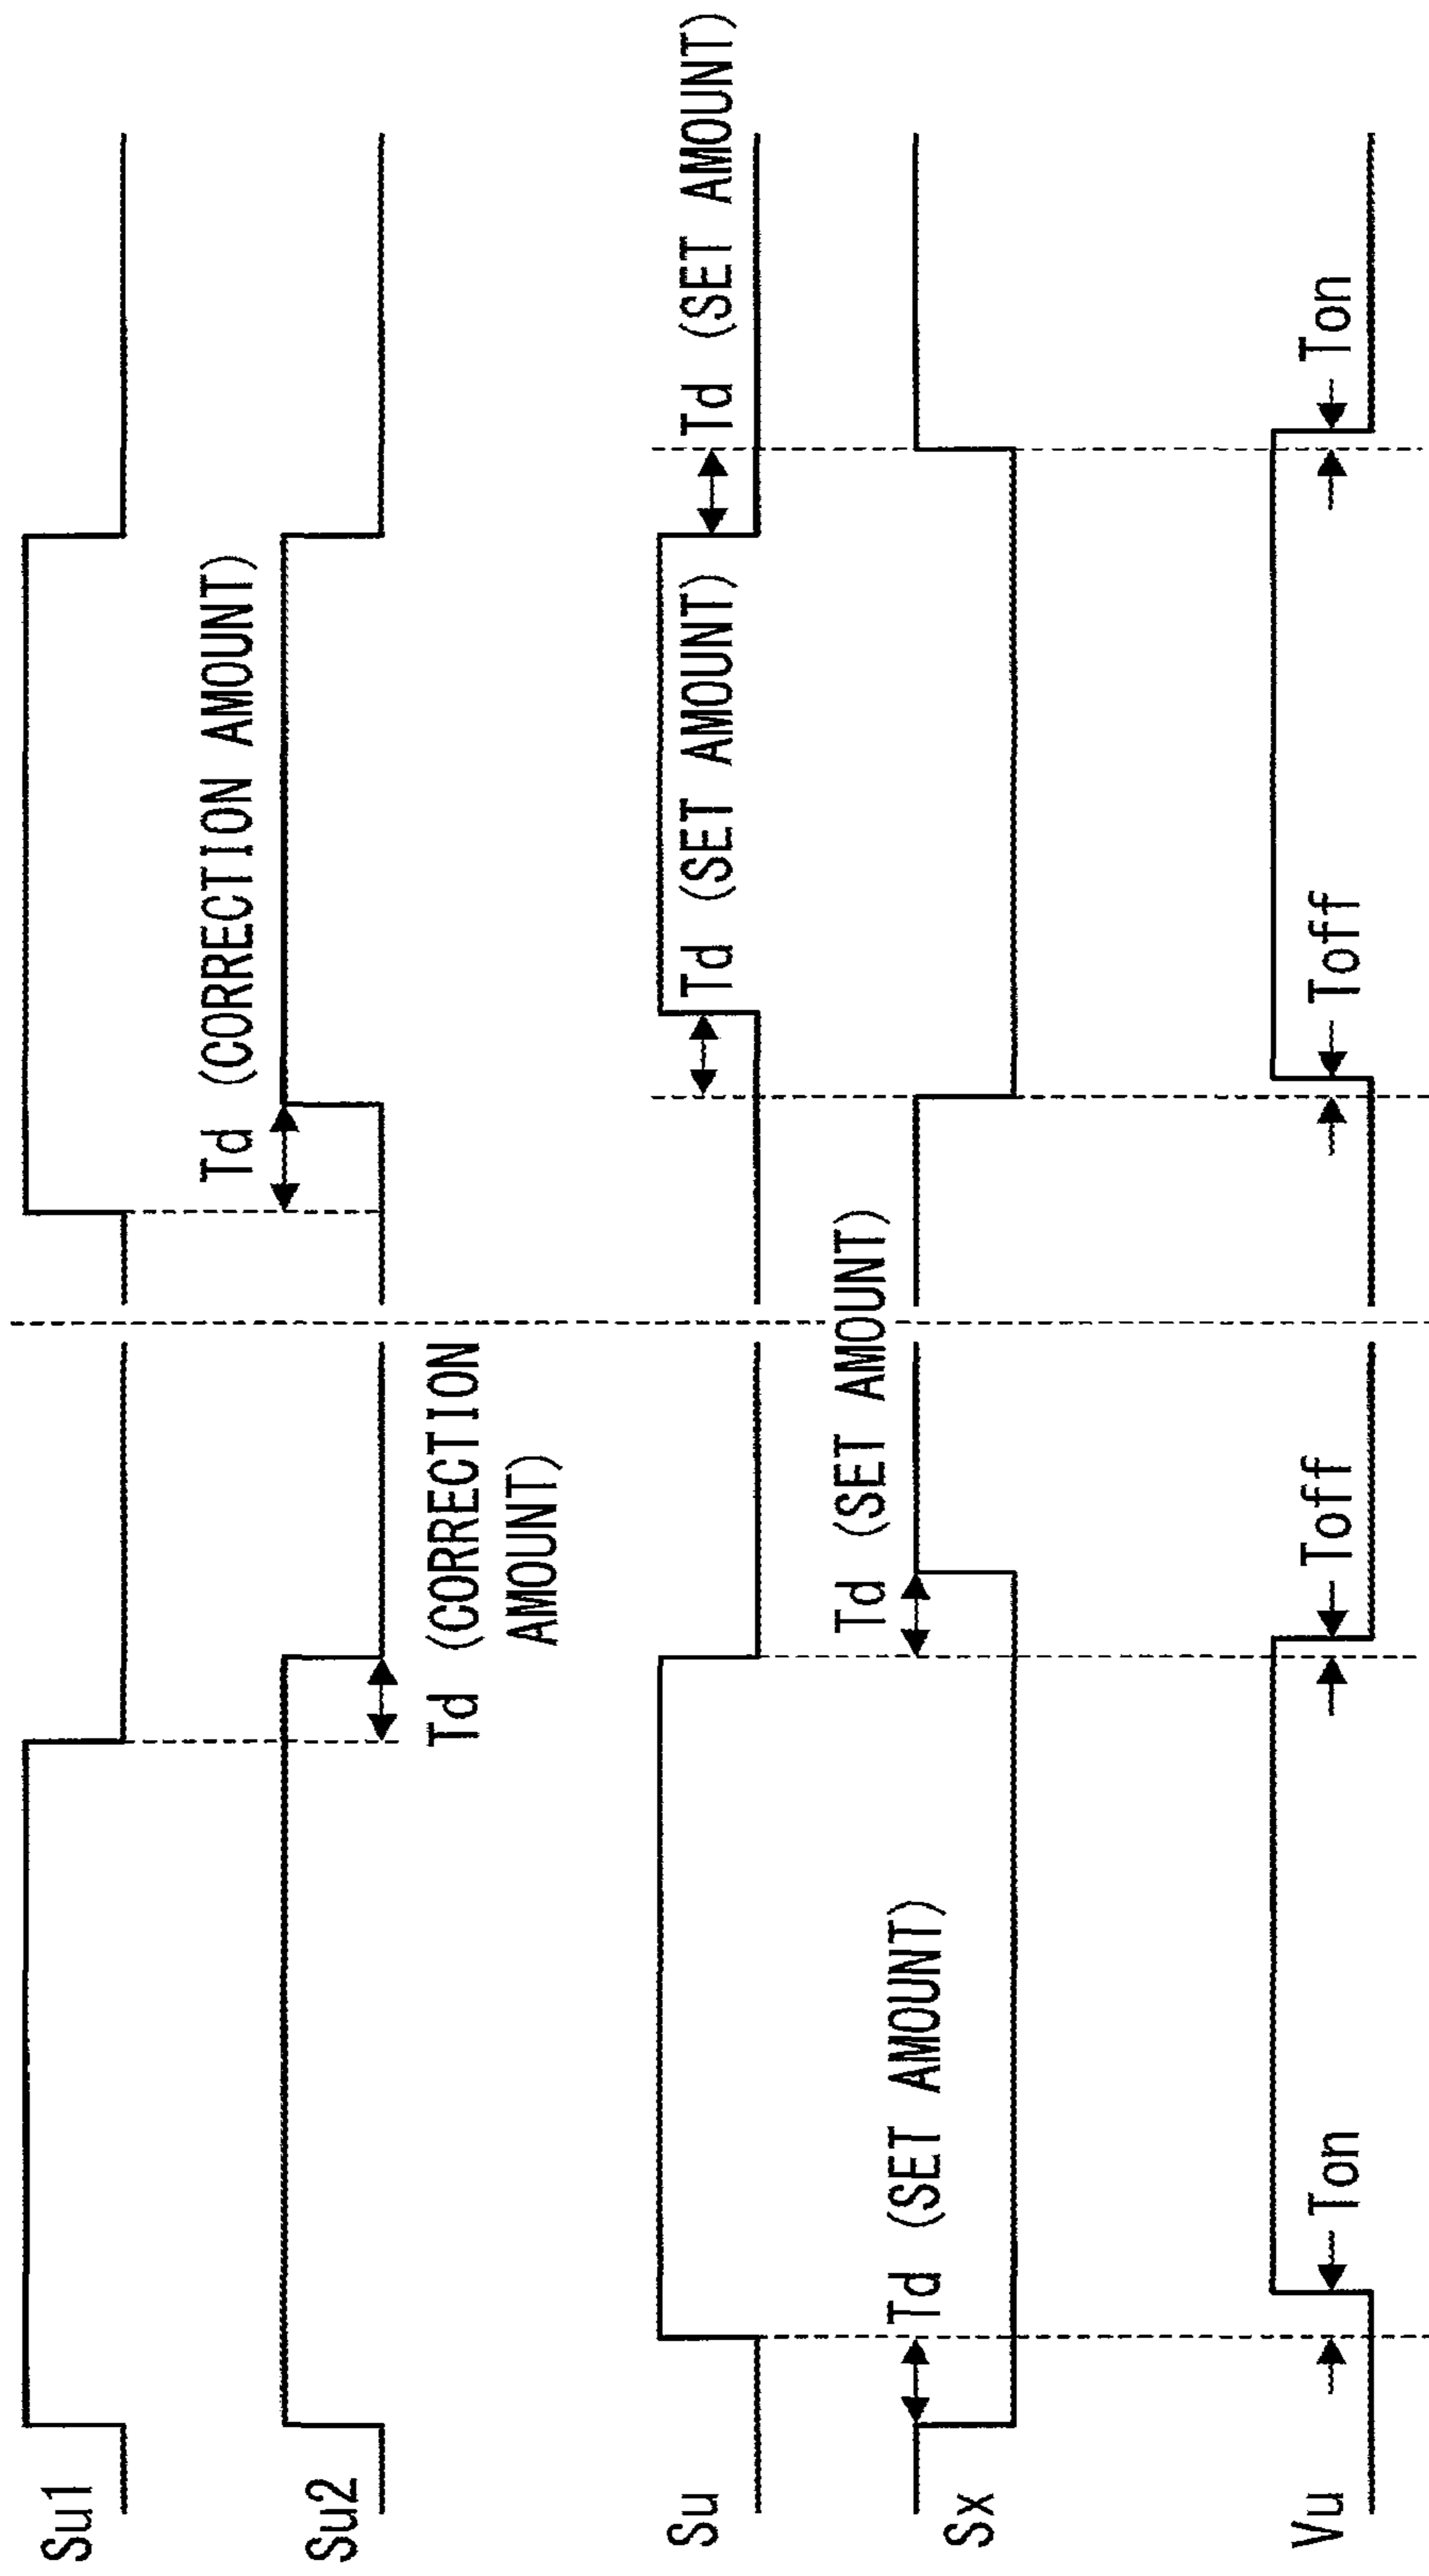 Su1
Su2
Td (CORRECTION
AMOUNT)
Td (CORRECTION AMOUNT)
Su
Td (SET AMOUNT)
Td (SET AMOUNT)
Sx
Td (SET AMOUNT)
Td (SET AMOUNT)
Vu
Ton
Toff
Toff
Ton